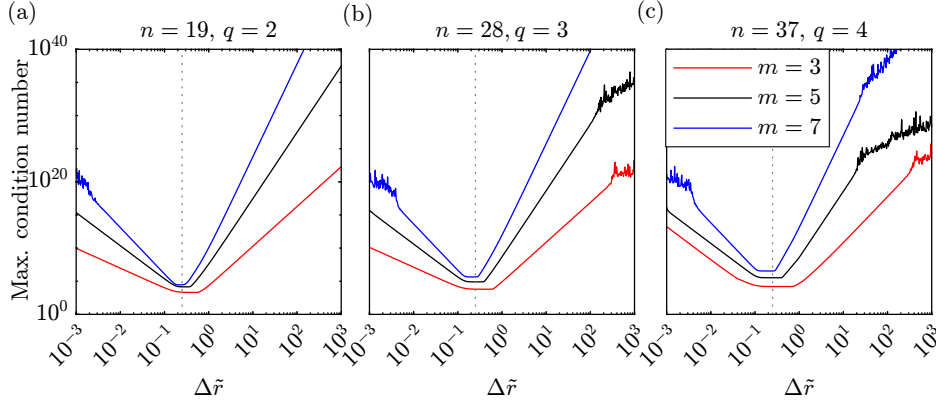 (a) n = 19, q = 2
(b) n = 28, q = 3
(c) n = 37, q = 4
Max. condition number
10^40
10^20
10^0
m = 3
m = 5
m = 7
10^-3 10^-2 10^-1 10^0 10^1 10^2 10^3
10^-3 10^-2 10^-1 10^0 10^1 10^2 10^3
10^-3 10^-2 10^-1 10^0 10^1 10^2 10^3
Δr̃
Δr̃
Δr̃